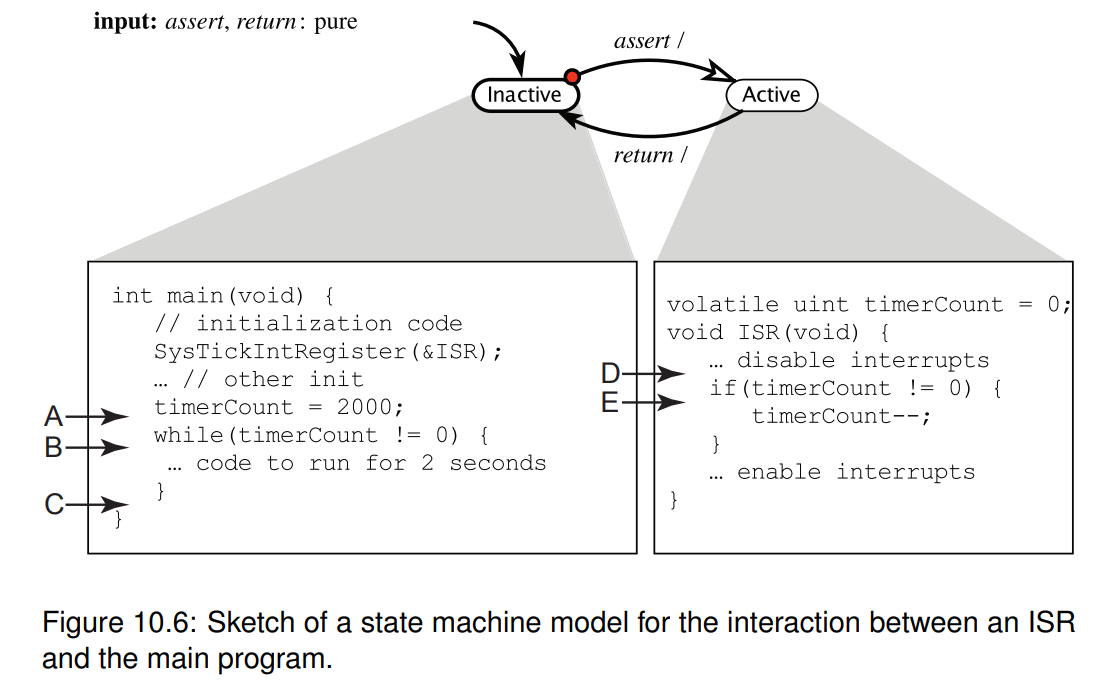 input: assert, return: pure
assert /
Inactive
Active
return /
int main(void) {
// initialization code
SysTickIntRegister(&ISR);
… // other init
A
timerCount = 2000;
B
while(timerCount != 0) {
… code to run for 2 seconds
C
}
}
volatile uint timerCount = 0;
void ISR(void) {
… disable interrupts
D
if(timerCount != 0) {
E
timerCount--;
}
… enable interrupts
}
Figure 10.6: Sketch of a state machine model for the interaction between an ISR
and the main program.